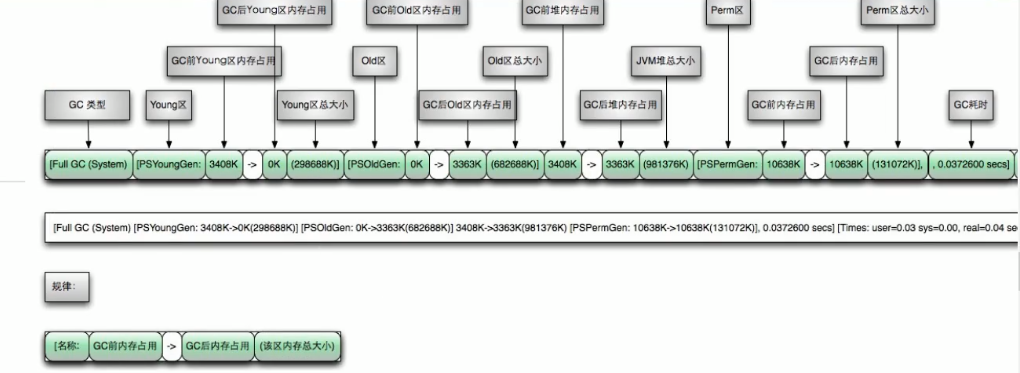 GC后Young区内存占用 GC前Old区内存占用 GC前堆内存占用 Perm区 Perm区总大小
GC前Young区内存占用 Old区 Old区总大小 JVM堆总大小 GC后内存占用
GC 类型 Young区 Young区总大小 GC后Old区内存占用 GC后堆内存占用 GC前内存占用 GC耗时
[Full GC (System) [PSYoungGen: 3408K -> 0K (298688K)] [PSOldGen: 0K -> 3363K (682688K)] 3408K -> 3363K (981376K) [PSPermGen: 10638K -> 10638K (131072K)], , 0.0372600 secs]
[Full GC (System) [PSYoungGen: 3408K->0K(298688K)] [PSOldGen: 0K->3363K(682688K)] 3408K->3363K(981376K) [PSPermGen: 10638K->10638K(131072K)], 0.0372600 secs] [Times: user=0.03 sys=0.00, real=0.04 se
规律:
[名称: GC前内存占用 -> GC后内存占用 (该区内存总大小)